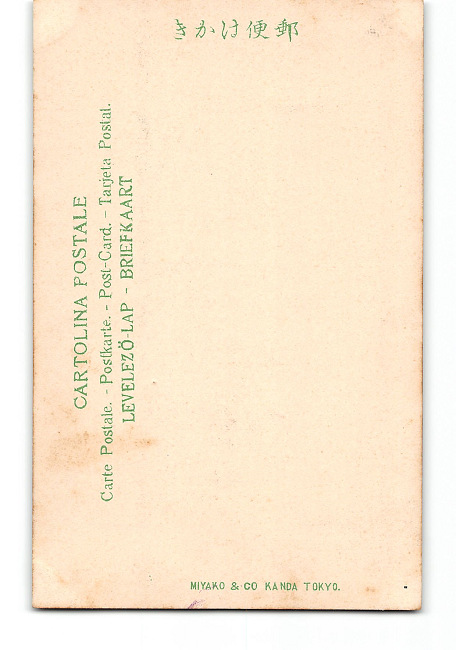 郵便はかき
CARTOLINA POSTALE
Carte Postale. - Postkarte. - Post-Card. - Tarjeta Postal.
LEVELEZŐ-LAP - BRIEFKAART
MIYAKO & CO KANDA TOKYO.